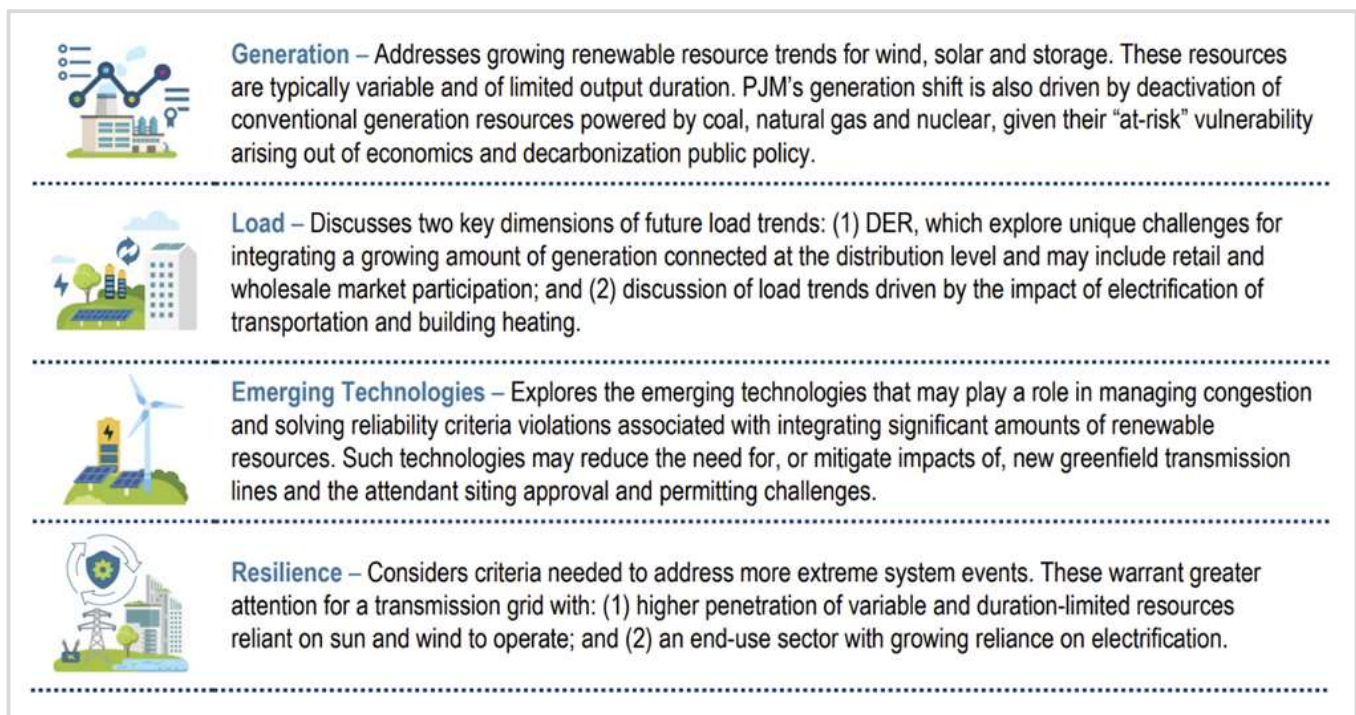 Generation – Addresses growing renewable resource trends for wind, solar and storage. These resources
are typically variable and of limited output duration. PJM's generation shift is also driven by deactivation of
conventional generation resources powered by coal, natural gas and nuclear, given their “at-risk” vulnerability
arising out of economics and decarbonization public policy.
Load – Discusses two key dimensions of future load trends: (1) DER, which explore unique challenges for
integrating a growing amount of generation connected at the distribution level and may include retail and
wholesale market participation; and (2) discussion of load trends driven by the impact of electrification of
transportation and building heating.
Emerging Technologies – Explores the emerging technologies that may play a role in managing congestion
and solving reliability criteria violations associated with integrating significant amounts of renewable
resources. Such technologies may reduce the need for, or mitigate impacts of, new greenfield transmission
lines and the attendant siting approval and permitting challenges.
Resilience – Considers criteria needed to address more extreme system events. These warrant greater
attention for a transmission grid with: (1) higher penetration of variable and duration-limited resources
reliant on sun and wind to operate; and (2) an end-use sector with growing reliance on electrification.